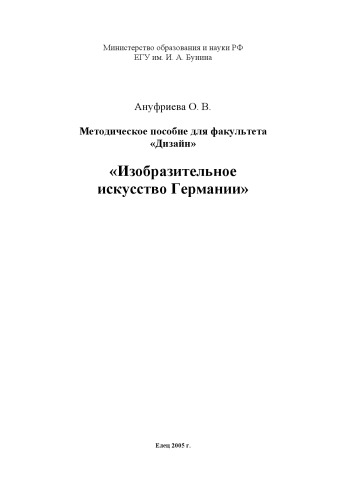 Министерство образования и науки РФ
ЕГУ им. И. А. Бунина
Ануфриева О. В.
Методическое пособие для факультета
«Дизайн»
«Изобразительное
искусство Германии»
Елец 2005 г.